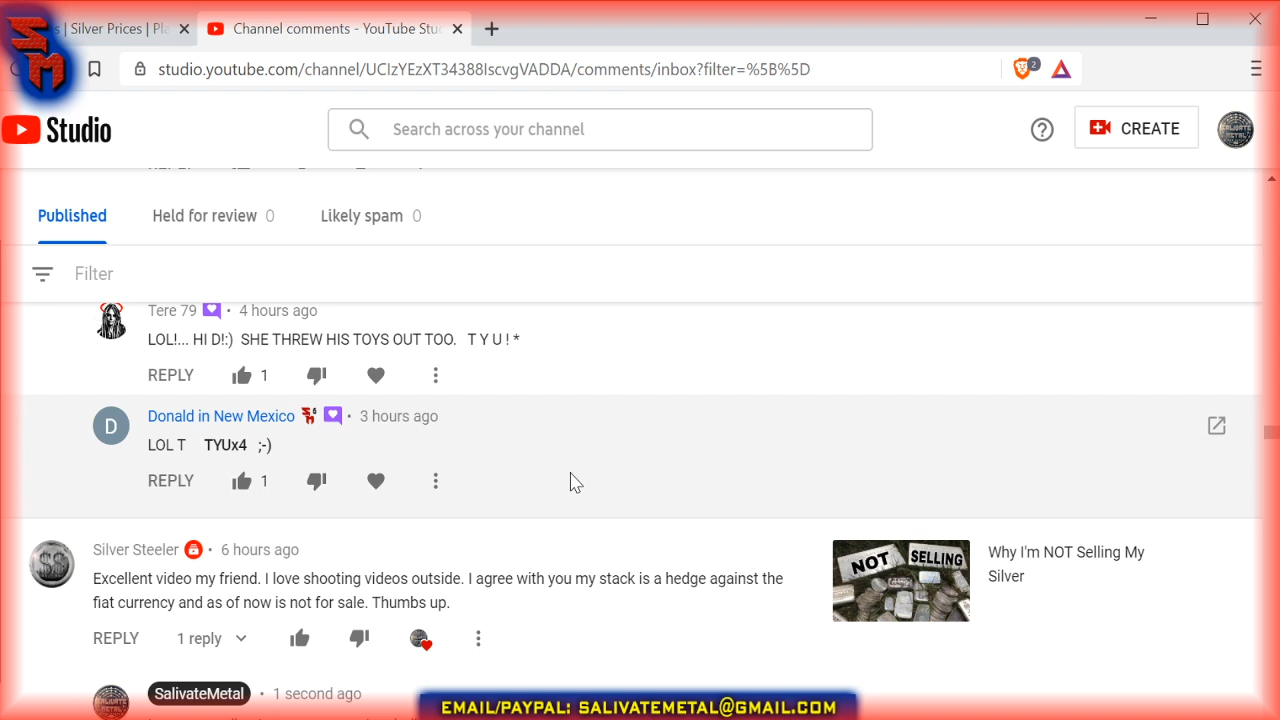 s | Silver Prices | Pla
Channel comments - YouTube Stu
SM
studio.youtube.com/channel/UCIzYEzXT34388IscvgVADDA/comments/inbox?filter=%5B%5D
2
Studio
Search across your channel
CREATE
Published
Held for review 0
Likely spam 0
Filter
Tere 79 • 4 hours ago
LOL!... HI D!:) SHE THREW HIS TOYS OUT TOO. T Y U ! *
REPLY 1
D
Donald in New Mexico • 3 hours ago
LOL T TYUx4 ;-)
REPLY 1
Silver Steeler • 6 hours ago
Excellent video my friend. I love shooting videos outside. I agree with you my stack is a hedge against the
fiat currency and as of now is not for sale. Thumbs up.
REPLY 1 reply
NOT SELLING
Why I'm NOT Selling My
Silver
SalivateMetal • 1 second ago
EMAIL/PAYPAL: SALIVATEMETAL@GMAIL.COM